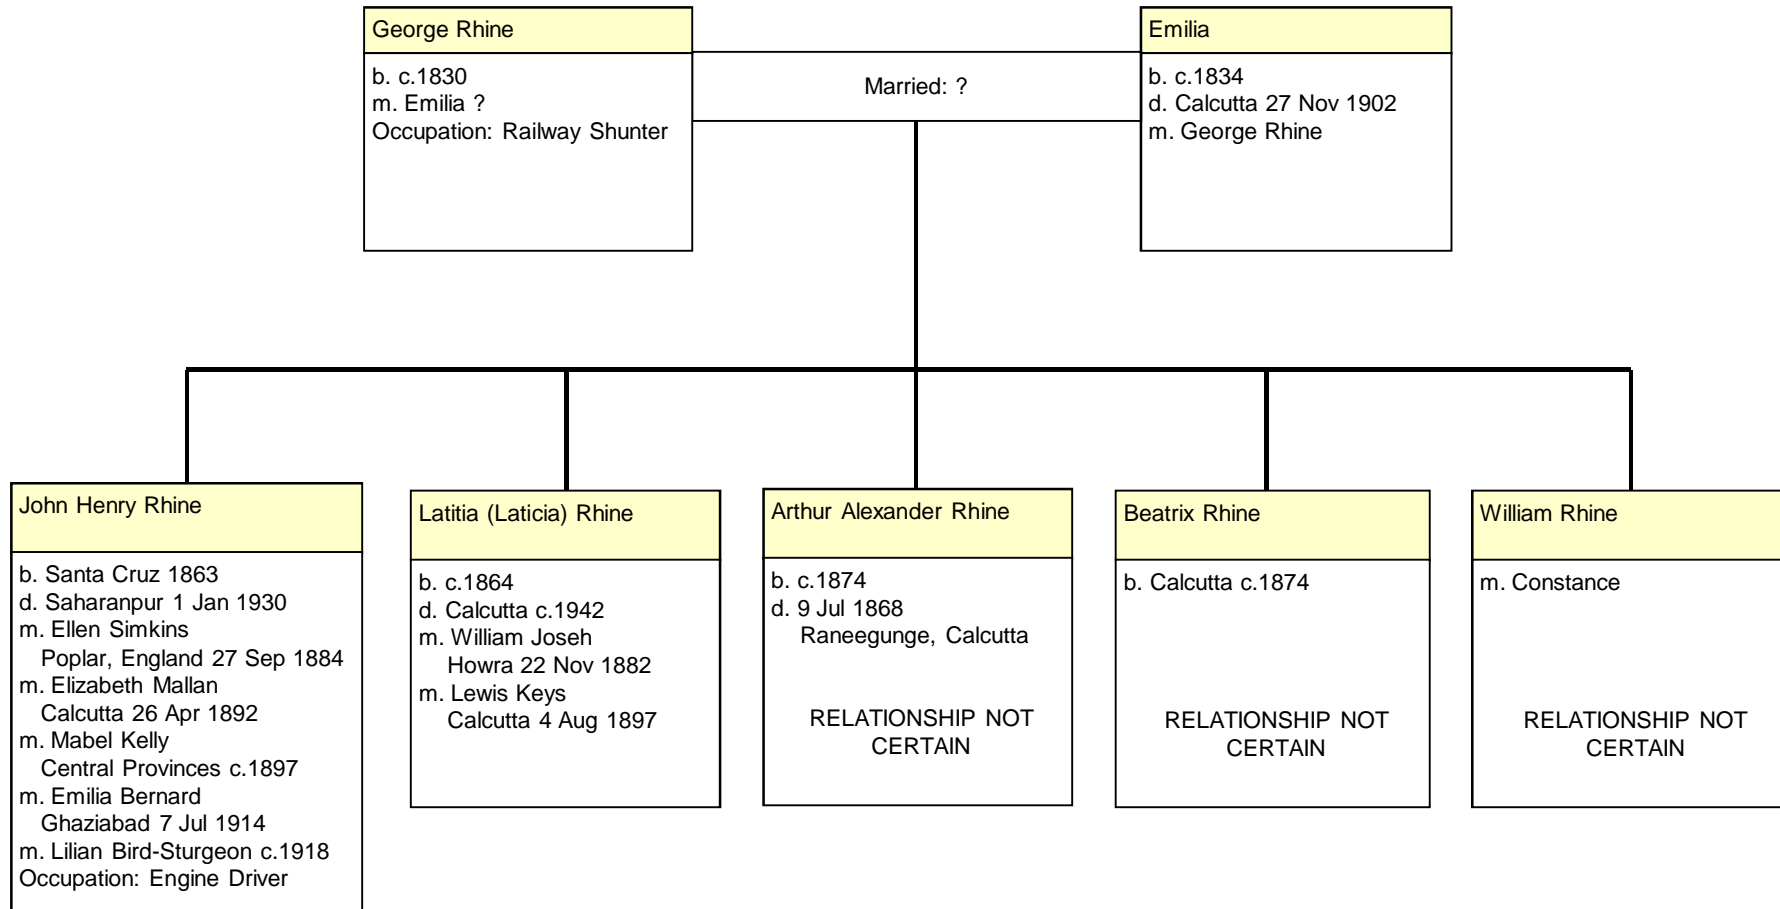 George Rhine
b. c.1830
m. Emilia ?
Occupation: Railway Shunter
Married: ?
Emilia
b. c.1834
d. Calcutta 27 Nov 1902
m. George Rhine
John Henry Rhine
b. Santa Cruz 1863
d. Saharanpur 1 Jan 1930
m. Ellen Simkins
Poplar, England 27 Sep 1884
m. Elizabeth Mallan
Calcutta 26 Apr 1892
m. Mabel Kelly
Central Provinces c.1897
m. Emilia Bernard
Ghaziabad 7 Jul 1914
m. Lilian Bird-Sturgeon c.1918
Occupation: Engine Driver
Latitia (Laticia) Rhine
b. c.1864
d. Calcutta c.1942
m. William Joseh
Howra 22 Nov 1882
m. Lewis Keys
Calcutta 4 Aug 1897
Arthur Alexander Rhine
b. c.1874
d. 9 Jul 1868
Raneegunge, Calcutta
RELATIONSHIP NOT
CERTAIN
Beatrix Rhine
b. Calcutta c.1874
RELATIONSHIP NOT
CERTAIN
William Rhine
m. Constance
RELATIONSHIP NOT
CERTAIN